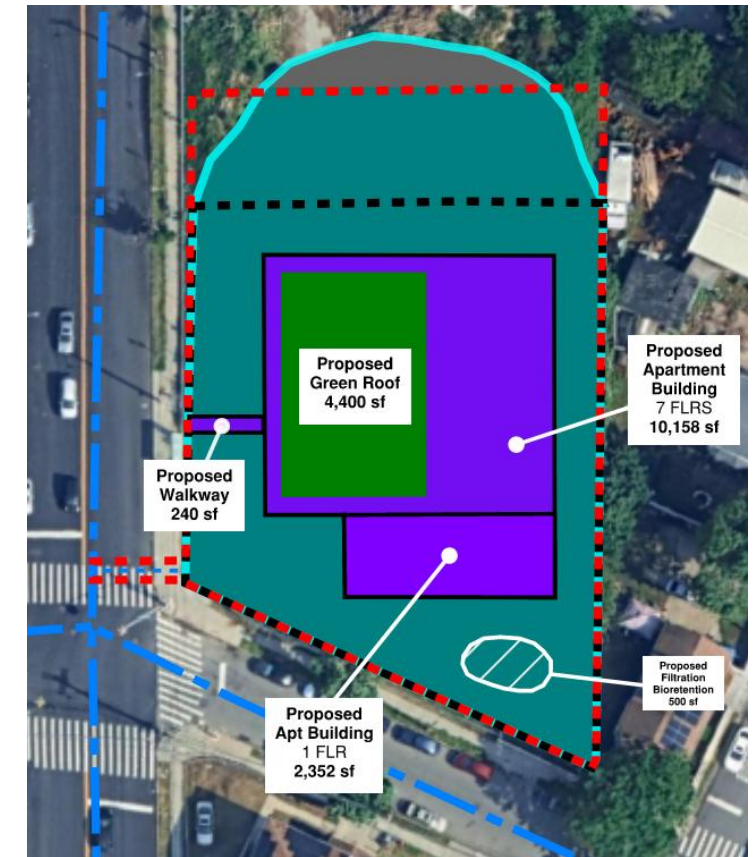 Proposed
Green Roof
4,400 sf
Proposed
Apartment
Building
7 FLRS
10,158 sf
Proposed
Walkway
240 sf
Proposed
Filtration
Bioretention
500 sf
Proposed
Apt Building
1 FLR
2,352 sf